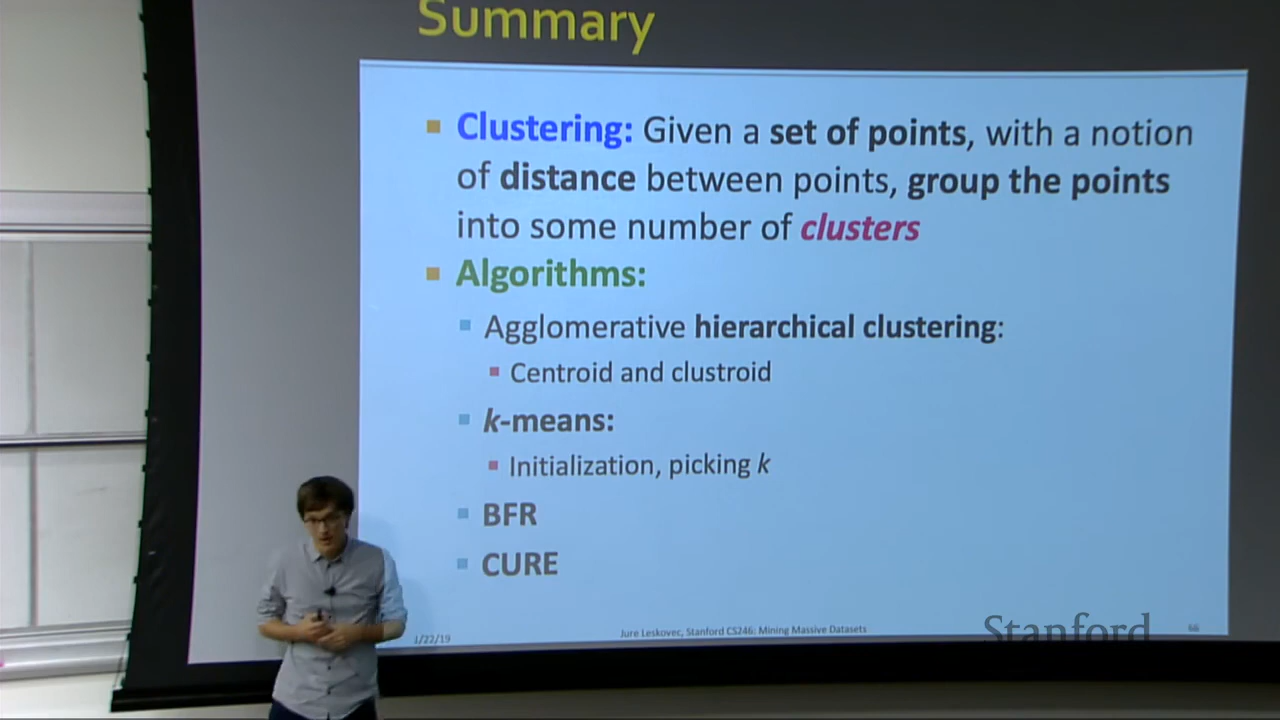 Summary
Clustering: Given a set of points, with a notion
of distance between points, group the points
into some number of clusters
Algorithms:
Agglomerative hierarchical clustering:
Centroid and clustroid
k-means:
Initialization, picking k
BFR
CURE
1/22/19 Jure Leskovec, Stanford CS246: Mining Massive Datasets 68
Stanford